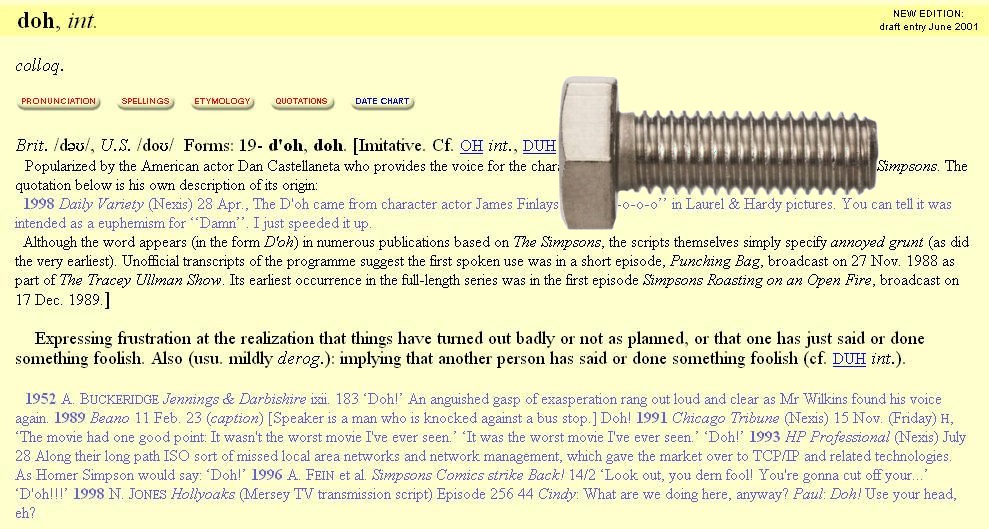 doh, int.
NEW EDITION:
draft entry June 2001
colloq.
PRONUNCIATION SPELLINGS ETYMOLOGY QUOTATIONS DATE CHART
Brit. /dəʊ/, U.S. /doʊ/ Forms: 19- d'oh, doh. [Imitative. Cf. OH int., DUH
Popularized by the American actor Dan Castellaneta who provides the voice for the Simpsons. The
quotation below is his own description of its origin:
1998 Daily Variety (Nexis) 28 Apr., The D'oh came from character actor James Finlays -o-o-o'' in Laurel & Hardy pictures. You can tell it was
intended as a euphemism for ‘‘Damn’’. I just speeded it up.
Although the word appears (in the form D'oh) in numerous publications based on The Simpsons, the scripts themselves simply specify annoyed grunt (as did
the very earliest). Unofficial transcripts of the programme suggest the first spoken use was in a short episode, Punching Bag, broadcast on 27 Nov. 1988 as
part of The Tracey Ullman Show. Its earliest occurrence in the full-length series was in the first episode Simpsons Roasting on an Open Fire, broadcast on
17 Dec. 1989.]
Expressing frustration at the realization that things have turned out badly or not as planned, or that one has just said or done
something foolish. Also (usu. mildly derog.): implying that another person has said or done something foolish (cf. DUH int.).
1952 A. BUCKERIDGE Jennings & Darbishire ixiii. 183 ‘Doh!’ An anguished gasp of exasperation rang out loud and clear as Mr Wilkins found his voice
again. 1989 Beano 11 Feb. 23 (caption) [Speaker is a man who is knocked against a bus stop.] Doh! 1991 Chicago Tribune (Nexis) 15 Nov. (Friday) H,
‘The movie had one good point: It wasn't the worst movie I've ever seen.’ ‘It was the worst movie I've ever seen.’ ‘Doh!’ 1993 HP Professional (Nexis) July
28 Along their long path ISO sort of missed local area networks and network management, which gave the market over to TCP/IP and related technologies.
As Homer Simpson would say: ‘Doh!’ 1996 A. FEIN et al. Simpsons Comics strike Back! 14/2 ‘Look out, you dern fool! You're gonna cut off your...’
‘D'oh!!!’ 1998 N. JONES Hollyoaks (Mersey TV transmission script) Episode 256 44 Cindy: What are we doing here, anyway? Paul: Doh! Use your head,
eh?